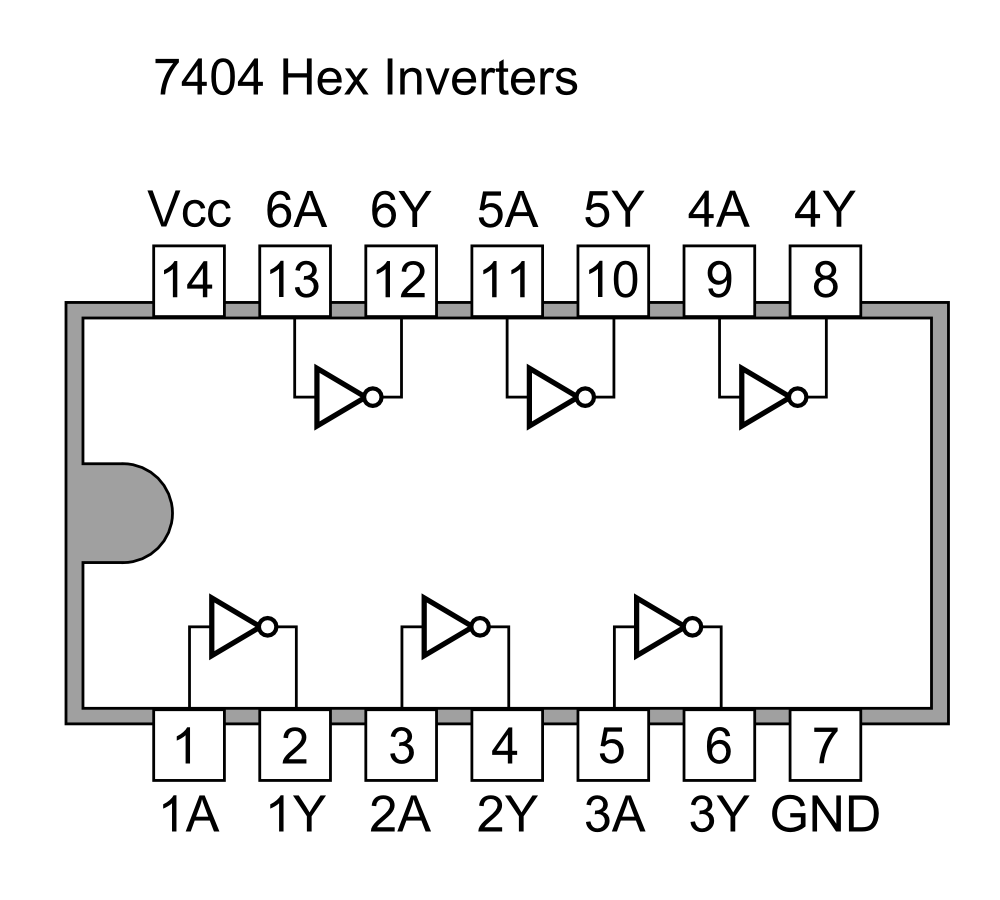 7404 Hex Inverters
Vcc 6A 6Y 5A 5Y 4A 4Y
14 13 12 11 10 9 8
1 2 3 4 5 6 7
1A 1Y 2A 2Y 3A 3Y GND